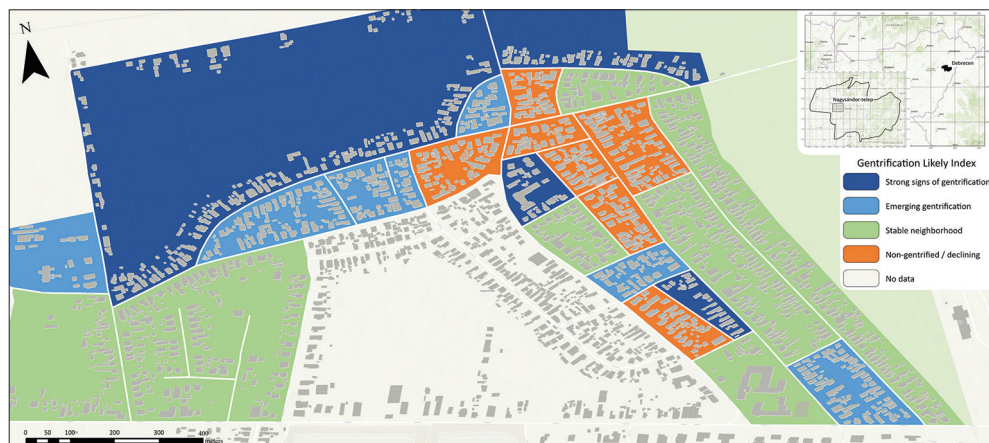 N
Debrecen
Nagysándor-telep
Gentrification Likely Index
Strong signs of gentrification
Emerging gentrification
Stable neighborhood
Non-gentrified / declining
No data
0 50 100 200 300 400
meters